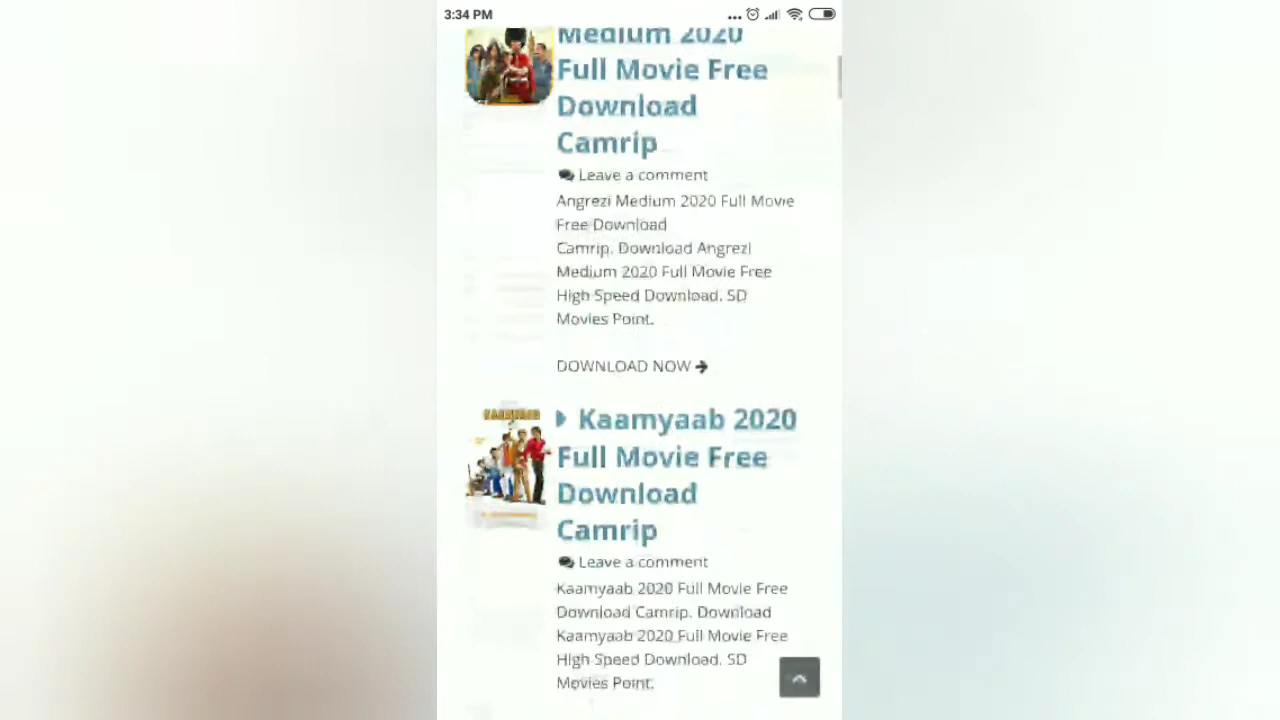 3:34 PM
Medium 2020
Full Movie Free
Download
Camrip
Leave a comment
Angrezi Medium 2020 Full Movie
Free Download
Camrip. Download Angrezi
Medium 2020 Full Movie Free
High Speed Download. SD
Movies Point.
DOWNLOAD NOW
KAAMYAAB
Kaamyaab 2020
Full Movie Free
Download
Camrip
Leave a comment
Kaamyaab 2020 Full Movie Free
Download Camrip. Download
Kaamyaab 2020 Full Movie Free
High Speed Download. SD
Movies Point.